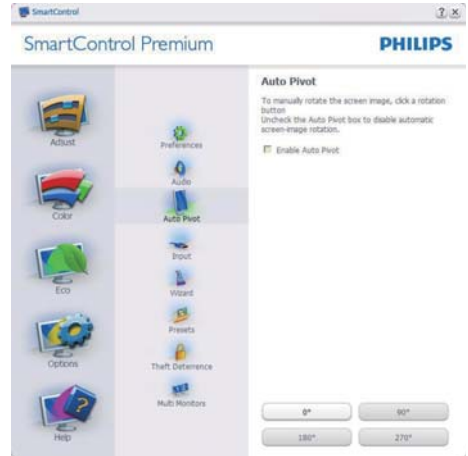 SmartControl
SmartControl Premium
PHILIPS
Adjust
Color
Eco
Options
Help
Preferences
Audio
Auto Pivot
Input
Wizard
Presets
Theft Deterrence
Multi Monitors
Auto Pivot
To manually rotate the screen image, click a rotation
button
Uncheck the Auto Pivot box to disable automatic
screen-image rotation.
Enable Auto Pivot
0°
90°
180°
270°